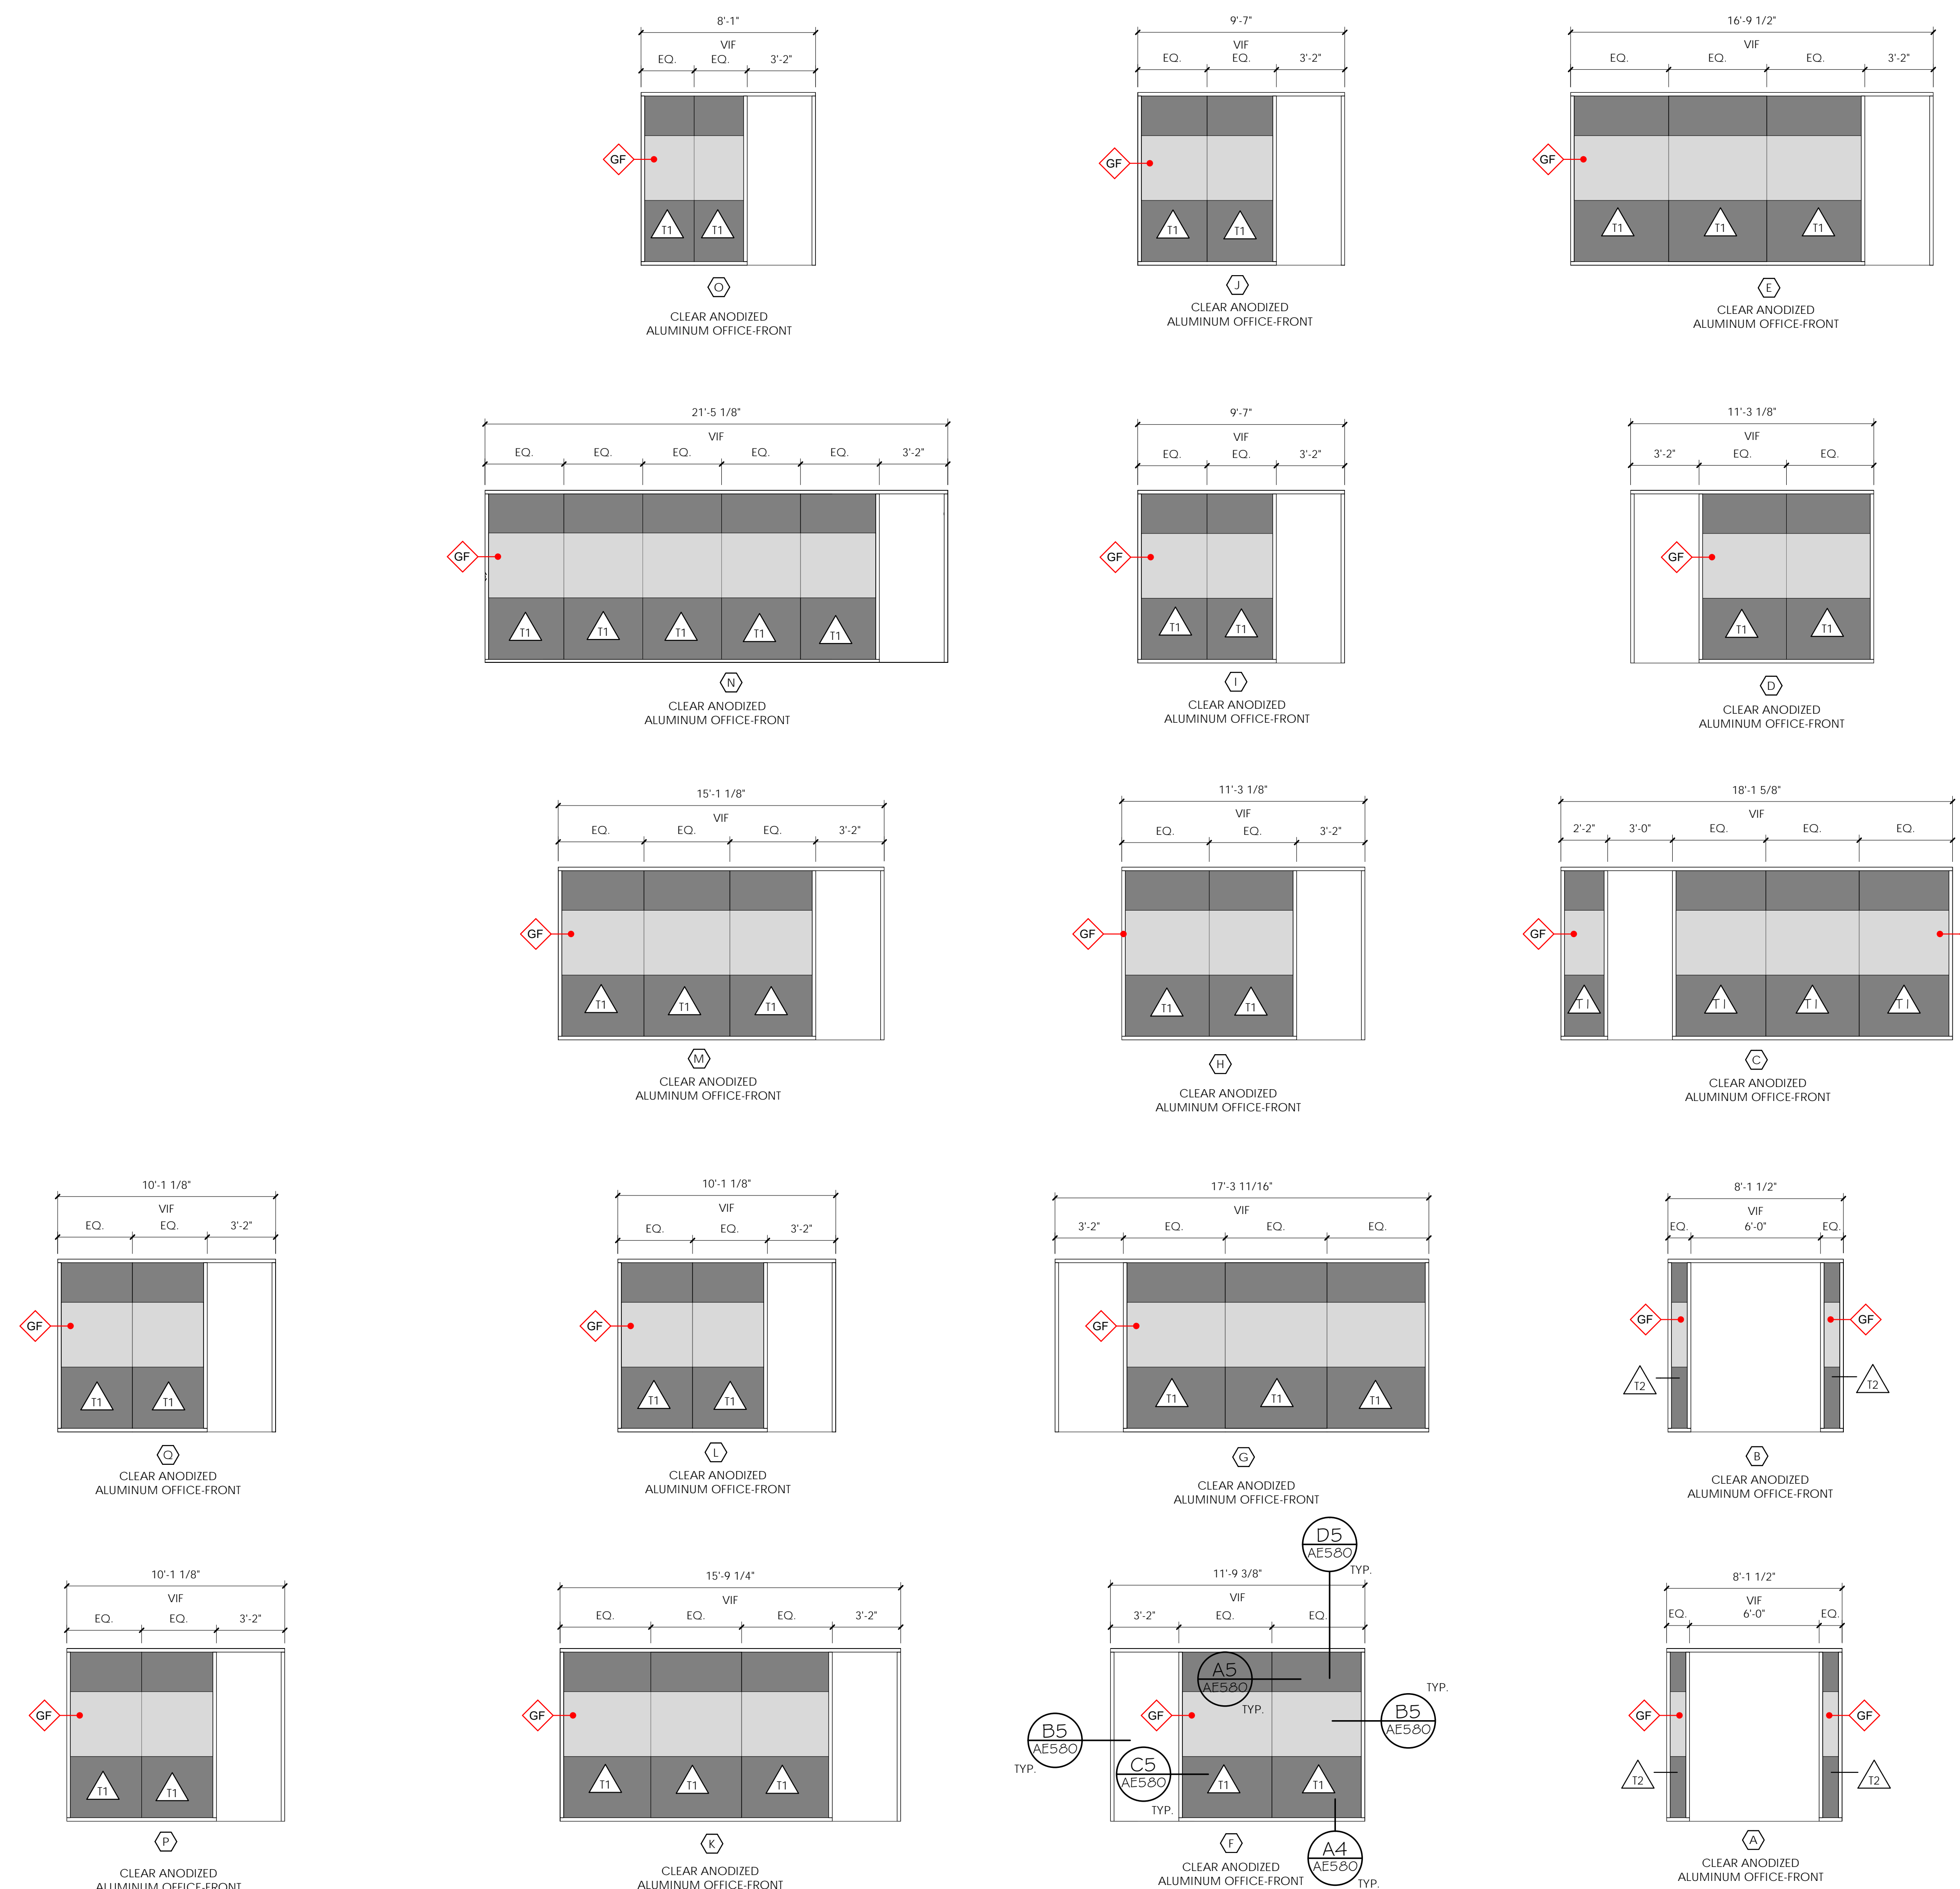 8'-1"
VIF
EQ. EQ. 3'-2"
GF
T1 T1
O
CLEAR ANODIZED
ALUMINUM OFFICE-FRONT
9'-7"
VIF
EQ. EQ. 3'-2"
GF
T1 T1
J
CLEAR ANODIZED
ALUMINUM OFFICE-FRONT
16'-9 1/2"
VIF
EQ. EQ. EQ. 3'-2"
GF
T1 T1 T1
E
CLEAR ANODIZED
ALUMINUM OFFICE-FRONT
21'-5 1/8"
VIF
EQ. EQ. EQ. EQ. EQ. 3'-2"
GF
T1 T1 T1 T1 T1
N
CLEAR ANODIZED
ALUMINUM OFFICE-FRONT
9'-7"
VIF
EQ. EQ. 3'-2"
GF
T1 T1
I
CLEAR ANODIZED
ALUMINUM OFFICE-FRONT
11'-3 1/8"
VIF
3'-2" EQ. EQ.
GF
T1 T1
D
CLEAR ANODIZED
ALUMINUM OFFICE-FRONT
15'-1 1/8"
VIF
EQ. EQ. EQ. 3'-2"
GF
T1 T1 T1
M
CLEAR ANODIZED
ALUMINUM OFFICE-FRONT
11'-3 1/8"
VIF
EQ. EQ. 3'-2"
GF
T1 T1
H
CLEAR ANODIZED
ALUMINUM OFFICE-FRONT
18'-1 5/8"
VIF
2'-2" 3'-0" EQ. EQ. EQ.
GF
T1 T1 T1 T1
C
CLEAR ANODIZED
ALUMINUM OFFICE-FRONT
10'-1 1/8"
VIF
EQ. EQ. 3'-2"
GF
T1 T1
Q
CLEAR ANODIZED
ALUMINUM OFFICE-FRONT
10'-1 1/8"
VIF
EQ. EQ. 3'-2"
GF
T1 T1
L
CLEAR ANODIZED
ALUMINUM OFFICE-FRONT
17'-3 11/16"
VIF
3'-2" EQ. EQ. EQ.
GF
T1 T1 T1
G
CLEAR ANODIZED
ALUMINUM OFFICE-FRONT
8'-1 1/2"
VIF
EQ. 6'-0" EQ.
GF GF
T2 T2
B
CLEAR ANODIZED
ALUMINUM OFFICE-FRONT
10'-1 1/8"
VIF
EQ. EQ. 3'-2"
GF
T1 T1
P
CLEAR ANODIZED
ALUMINUM OFFICE-FRONT
15'-9 1/4"
VIF
EQ. EQ. EQ. 3'-2"
GF
T1 T1 T1
K
CLEAR ANODIZED
ALUMINUM OFFICE-FRONT
D5
AE580
TYP.
11'-9 3/8"
VIF
3'-2" EQ. EQ.
A5
AE580
TYP.
TYP.
B5
AE580
GF
B5
AE580
TYP.
C5
AE580
TYP.
T1 T1
F
A4
AE580
TYP.
CLEAR ANODIZED
ALUMINUM OFFICE-FRONT
8'-1 1/2"
VIF
EQ. 6'-0" EQ.
GF GF
T2 T2
A
CLEAR ANODIZED
ALUMINUM OFFICE-FRONT